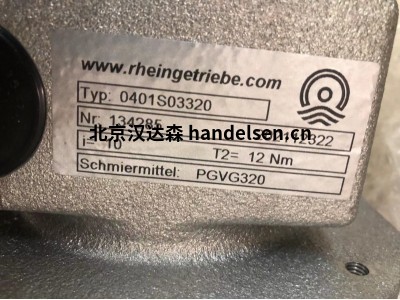 www.rheingetriebe.com
Typ: 0401S03320
Nr: 134285
北京汉达森 handelsen.cn
i= 10 T2= 12 Nm
Schmiermittel: PGVG320